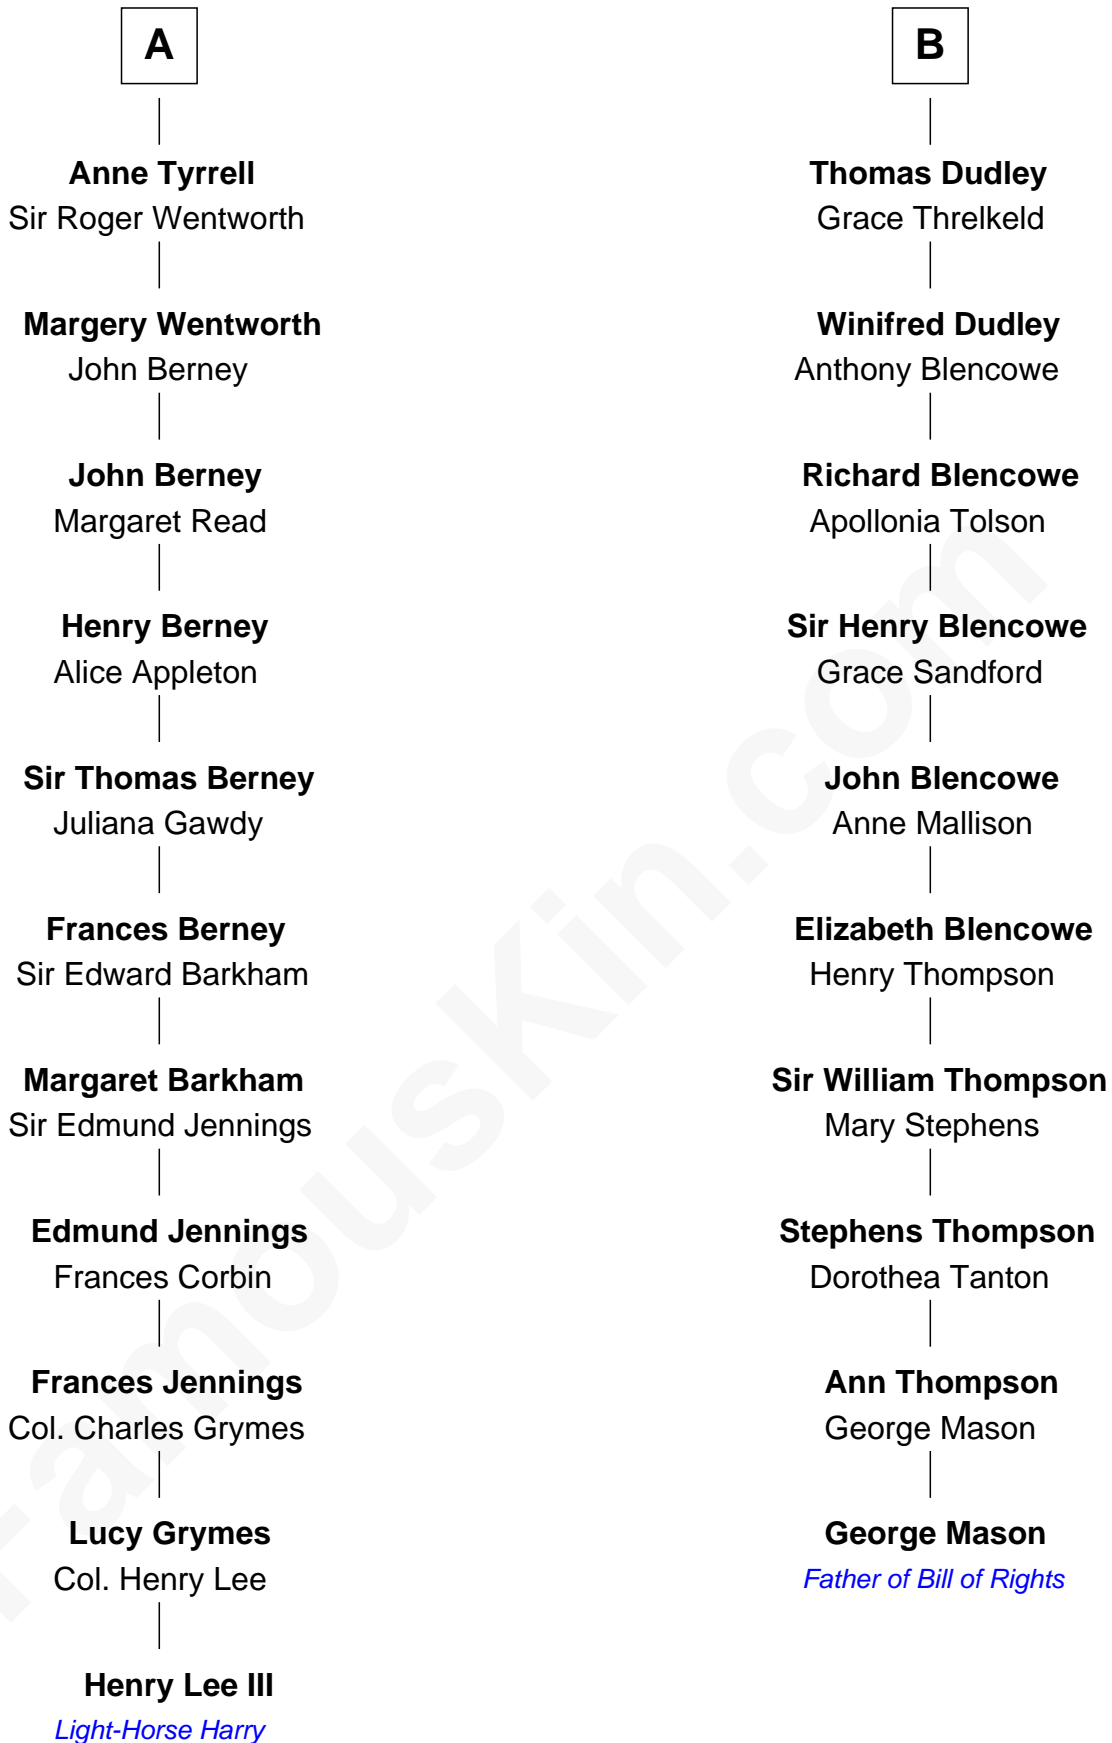 A
Anne Tyrrell
Sir Roger Wentworth
Margery Wentworth
John Berney
John Berney
Margaret Read
Henry Berney
Alice Appleton
Sir Thomas Berney
Juliana Gawdy
Frances Berney
Sir Edward Barkham
Margaret Barkham
Sir Edmund Jennings
Edmund Jennings
Frances Corbin
Frances Jennings
Col. Charles Grymes
Lucy Grymes
Col. Henry Lee
Henry Lee III
Light-Horse Harry
B
Thomas Dudley
Grace Threlkeld
Winifred Dudley
Anthony Blencowe
Richard Blencowe
Apollonia Tolson
Sir Henry Blencowe
Grace Sandford
John Blencowe
Anne Mallison
Elizabeth Blencowe
Henry Thompson
Sir William Thompson
Mary Stephens
Stephens Thompson
Dorothea Tanton
Ann Thompson
George Mason
George Mason
Father of Bill of Rights
FamousKin.com